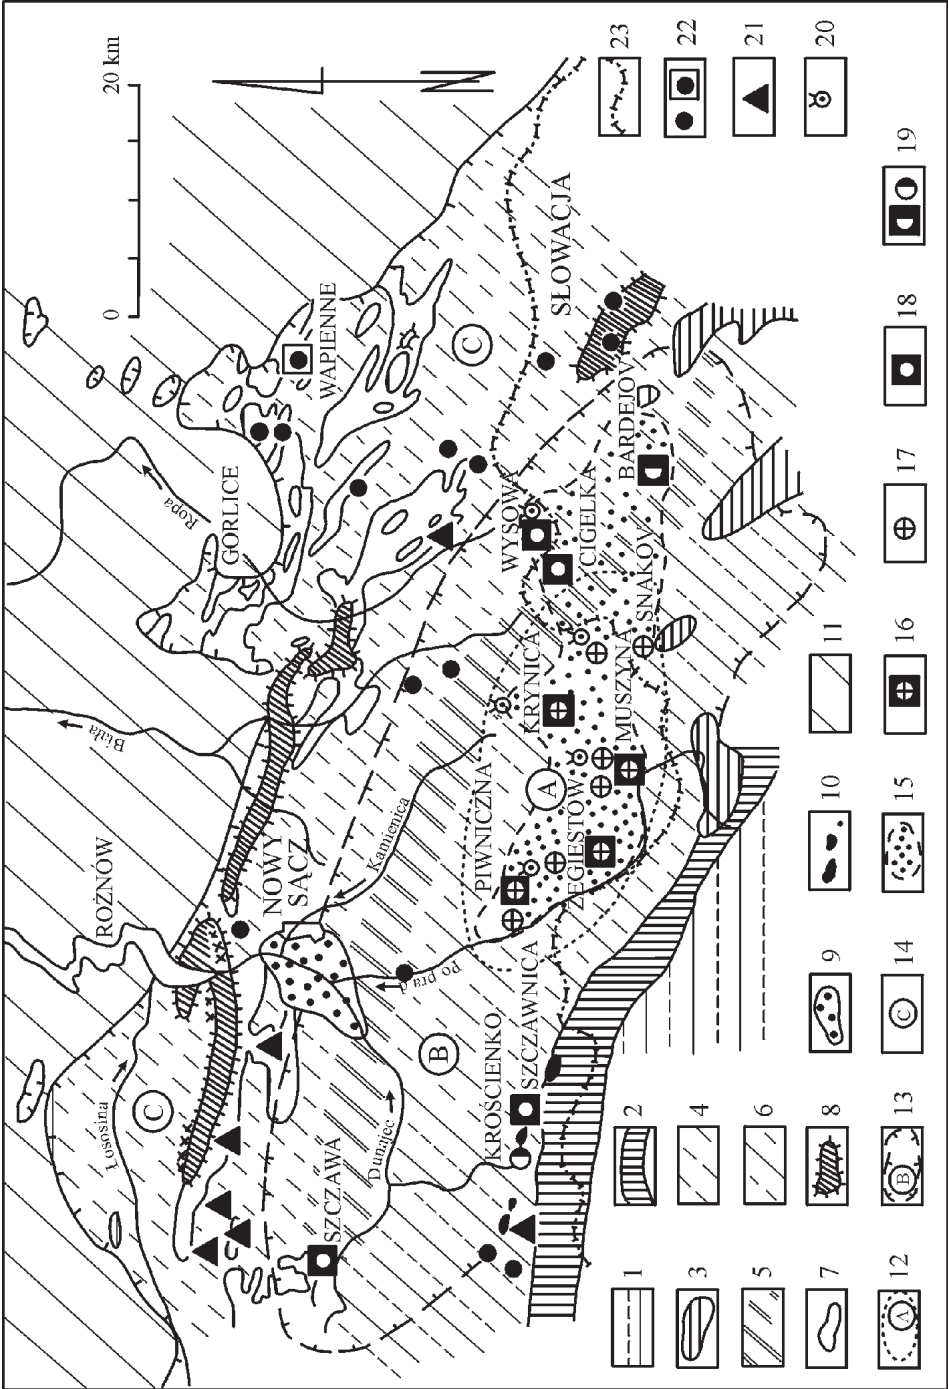 0 20 km
N
ROŻNÓW
Łososina
Biała
Ropa
GORLICE
WAPIENNE
C
C
NOWY
SĄCZ
Kamienica
Dunajec
Poprad
SZCZAWA
B
KROŚCIENKO
SZCZAWNICA
PIWNICZNA
ŻEGIESTÓW
A
KRYNICA
MUSZYNA
WYSOWA
CIGELKA
SNAKOV
BARDEJOV
SŁOWACJA
1
2
3
4
5
6
7
8
9
10
11
12 A
13 B
14 C
15
16
17
18
19
20
21
22
23